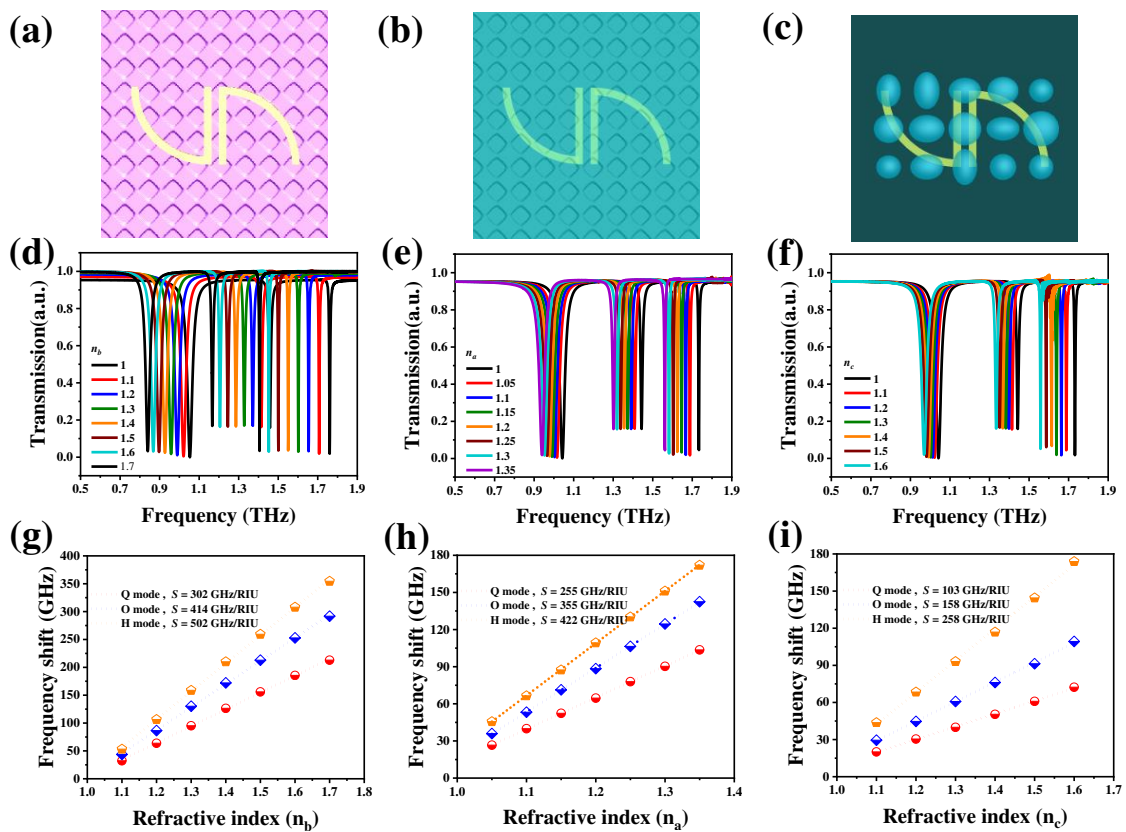 (a)
(b)
(c)
(d)
Transmission(a.u.)
1.0
0.8
0.6
0.4
0.2
0.0
n_b
1
1.1
1.2
1.3
1.4
1.5
1.6
1.7
0.5 0.7 0.9 1.1 1.3 1.5 1.7 1.9
Frequency (THz)
(e)
Transmission(a.u.)
1.0
0.8
0.6
0.4
0.2
0.0
n_a
1
1.05
1.1
1.15
1.2
1.25
1.3
1.35
0.5 0.7 0.9 1.1 1.3 1.5 1.7 1.9
Frequency (THz)
(f)
Transmission(a.u.)
1.0
0.8
0.6
0.4
0.2
0.0
n_c
1
1.1
1.2
1.3
1.4
1.5
1.6
0.5 0.7 0.9 1.1 1.3 1.5 1.7 1.9
Frequency (THz)
(g)
Frequency shift (GHz)
400
350
300
250
200
150
100
50
0
Q mode , S = 302 GHz/RIU
O mode , S = 414 GHz/RIU
H mode , S = 502 GHz/RIU
1.0 1.1 1.2 1.3 1.4 1.5 1.6 1.7 1.8
Refractive index (n_b)
(h)
Frequency shift (GHz)
180
150
120
90
60
30
0
Q mode , S = 255 GHz/RIU
O mode , S = 355 GHz/RIU
H mode , S = 422 GHz/RIU
1.0 1.1 1.2 1.3 1.4
Refractive index (n_a)
(i)
Frequency shift (GHz)
180
150
120
90
60
30
0
Q mode , S = 103 GHz/RIU
O mode , S = 158 GHz/RIU
H mode , S = 258 GHz/RIU
1.0 1.1 1.2 1.3 1.4 1.5 1.6 1.7
Refractive index (n_c)